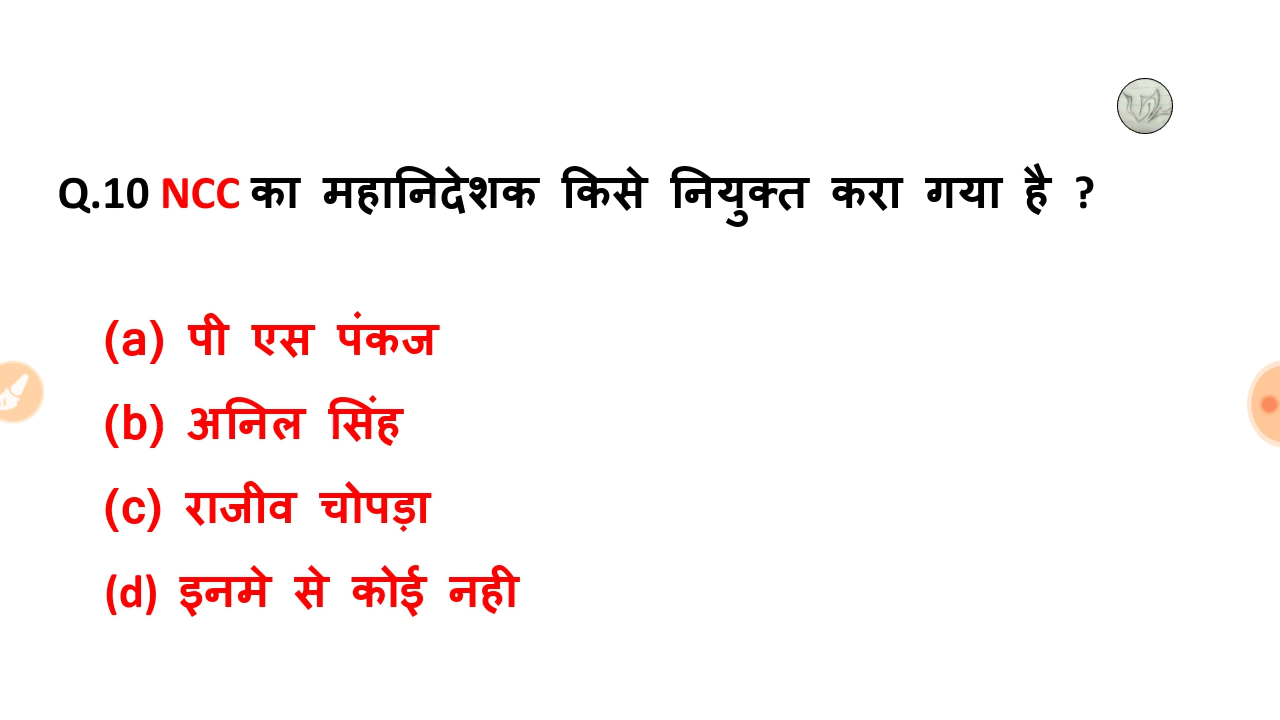 Q.10 NCC का महानिदेशक किसे नियुक्त करा गया है ?
(a) पी एस पंकज
(b) अनिल सिंह
(c) राजीव चोपड़ा
(d) इनमे से कोई नही